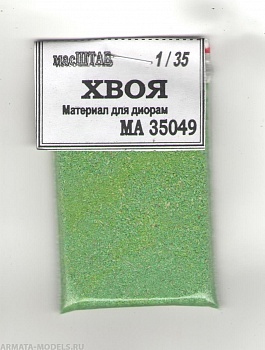 масШТАБ 1/35
ХВОЯ
Материал для диорам
МА 35049
ARMATA-MODELS.RU